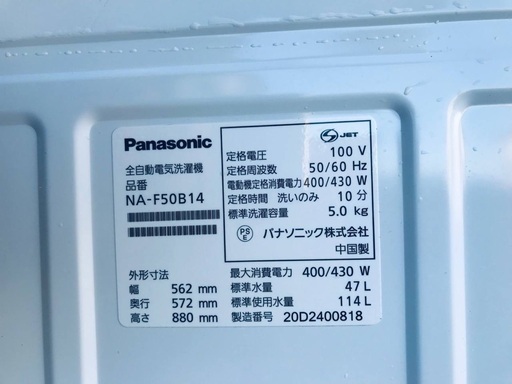 Panasonic
全自動電気洗濯機
品番
NA-F50B14
外形寸法
幅 562 mm
奥行 572 mm
高さ 880 mm
S JET
定格電圧 100 V
定格周波数 50/60 Hz
電動機定格消費電力 400/430 W
定格時間 洗いのみ 10 分
標準洗濯容量 5.0 kg
PS E パナソニック株式会社
中国製
最大消費電力 400/430 W
標準水量 47 L
標準使用水量 114 L
製造番号 20D2400818